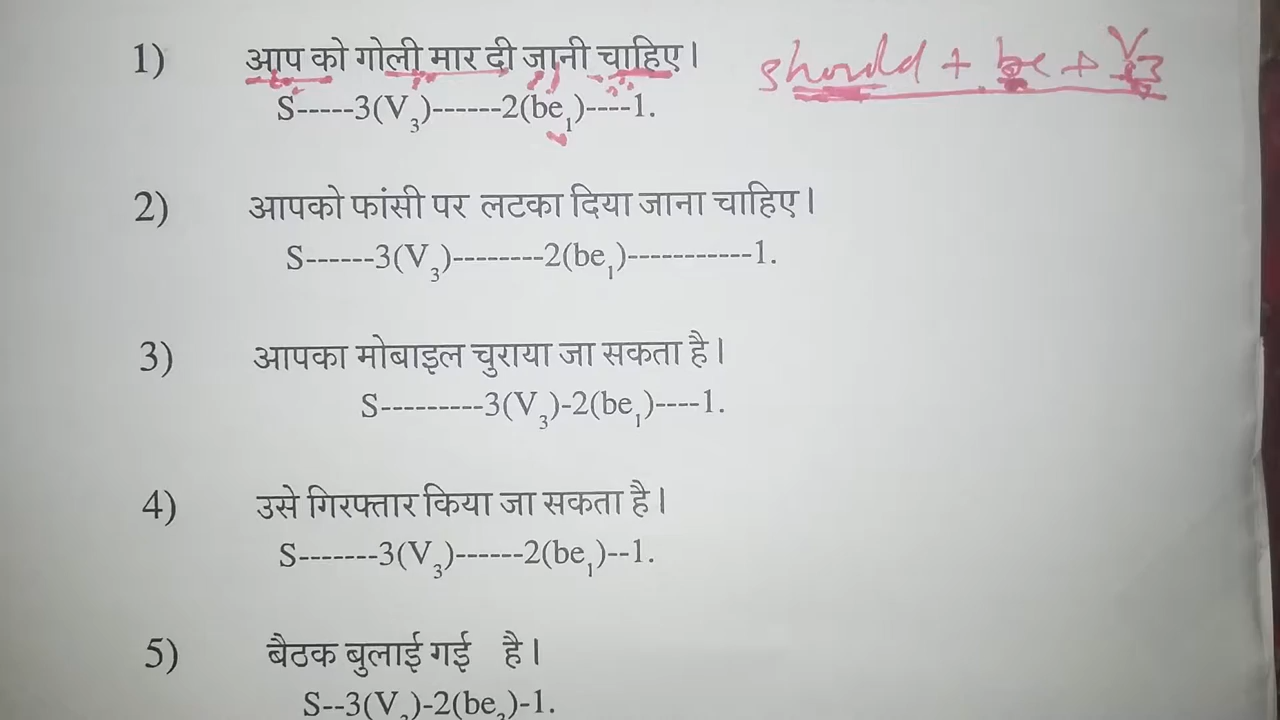 1) आप को गोली मार दी जानी चाहिए। should + be + V3
S-----3(V3)------2(be1)----1.
2) आपको फांसी पर लटका दिया जाना चाहिए।
S------3(V3)--------2(be1)-----------1.
3) आपका मोबाइल चुराया जा सकता है।
S---------3(V3)-2(be1)----1.
4) उसे गिरफ्तार किया जा सकता है।
S-------3(V3)------2(be1)--1.
5) बैठक बुलाई गई है।
S--3(V3)-2(be3)-1.